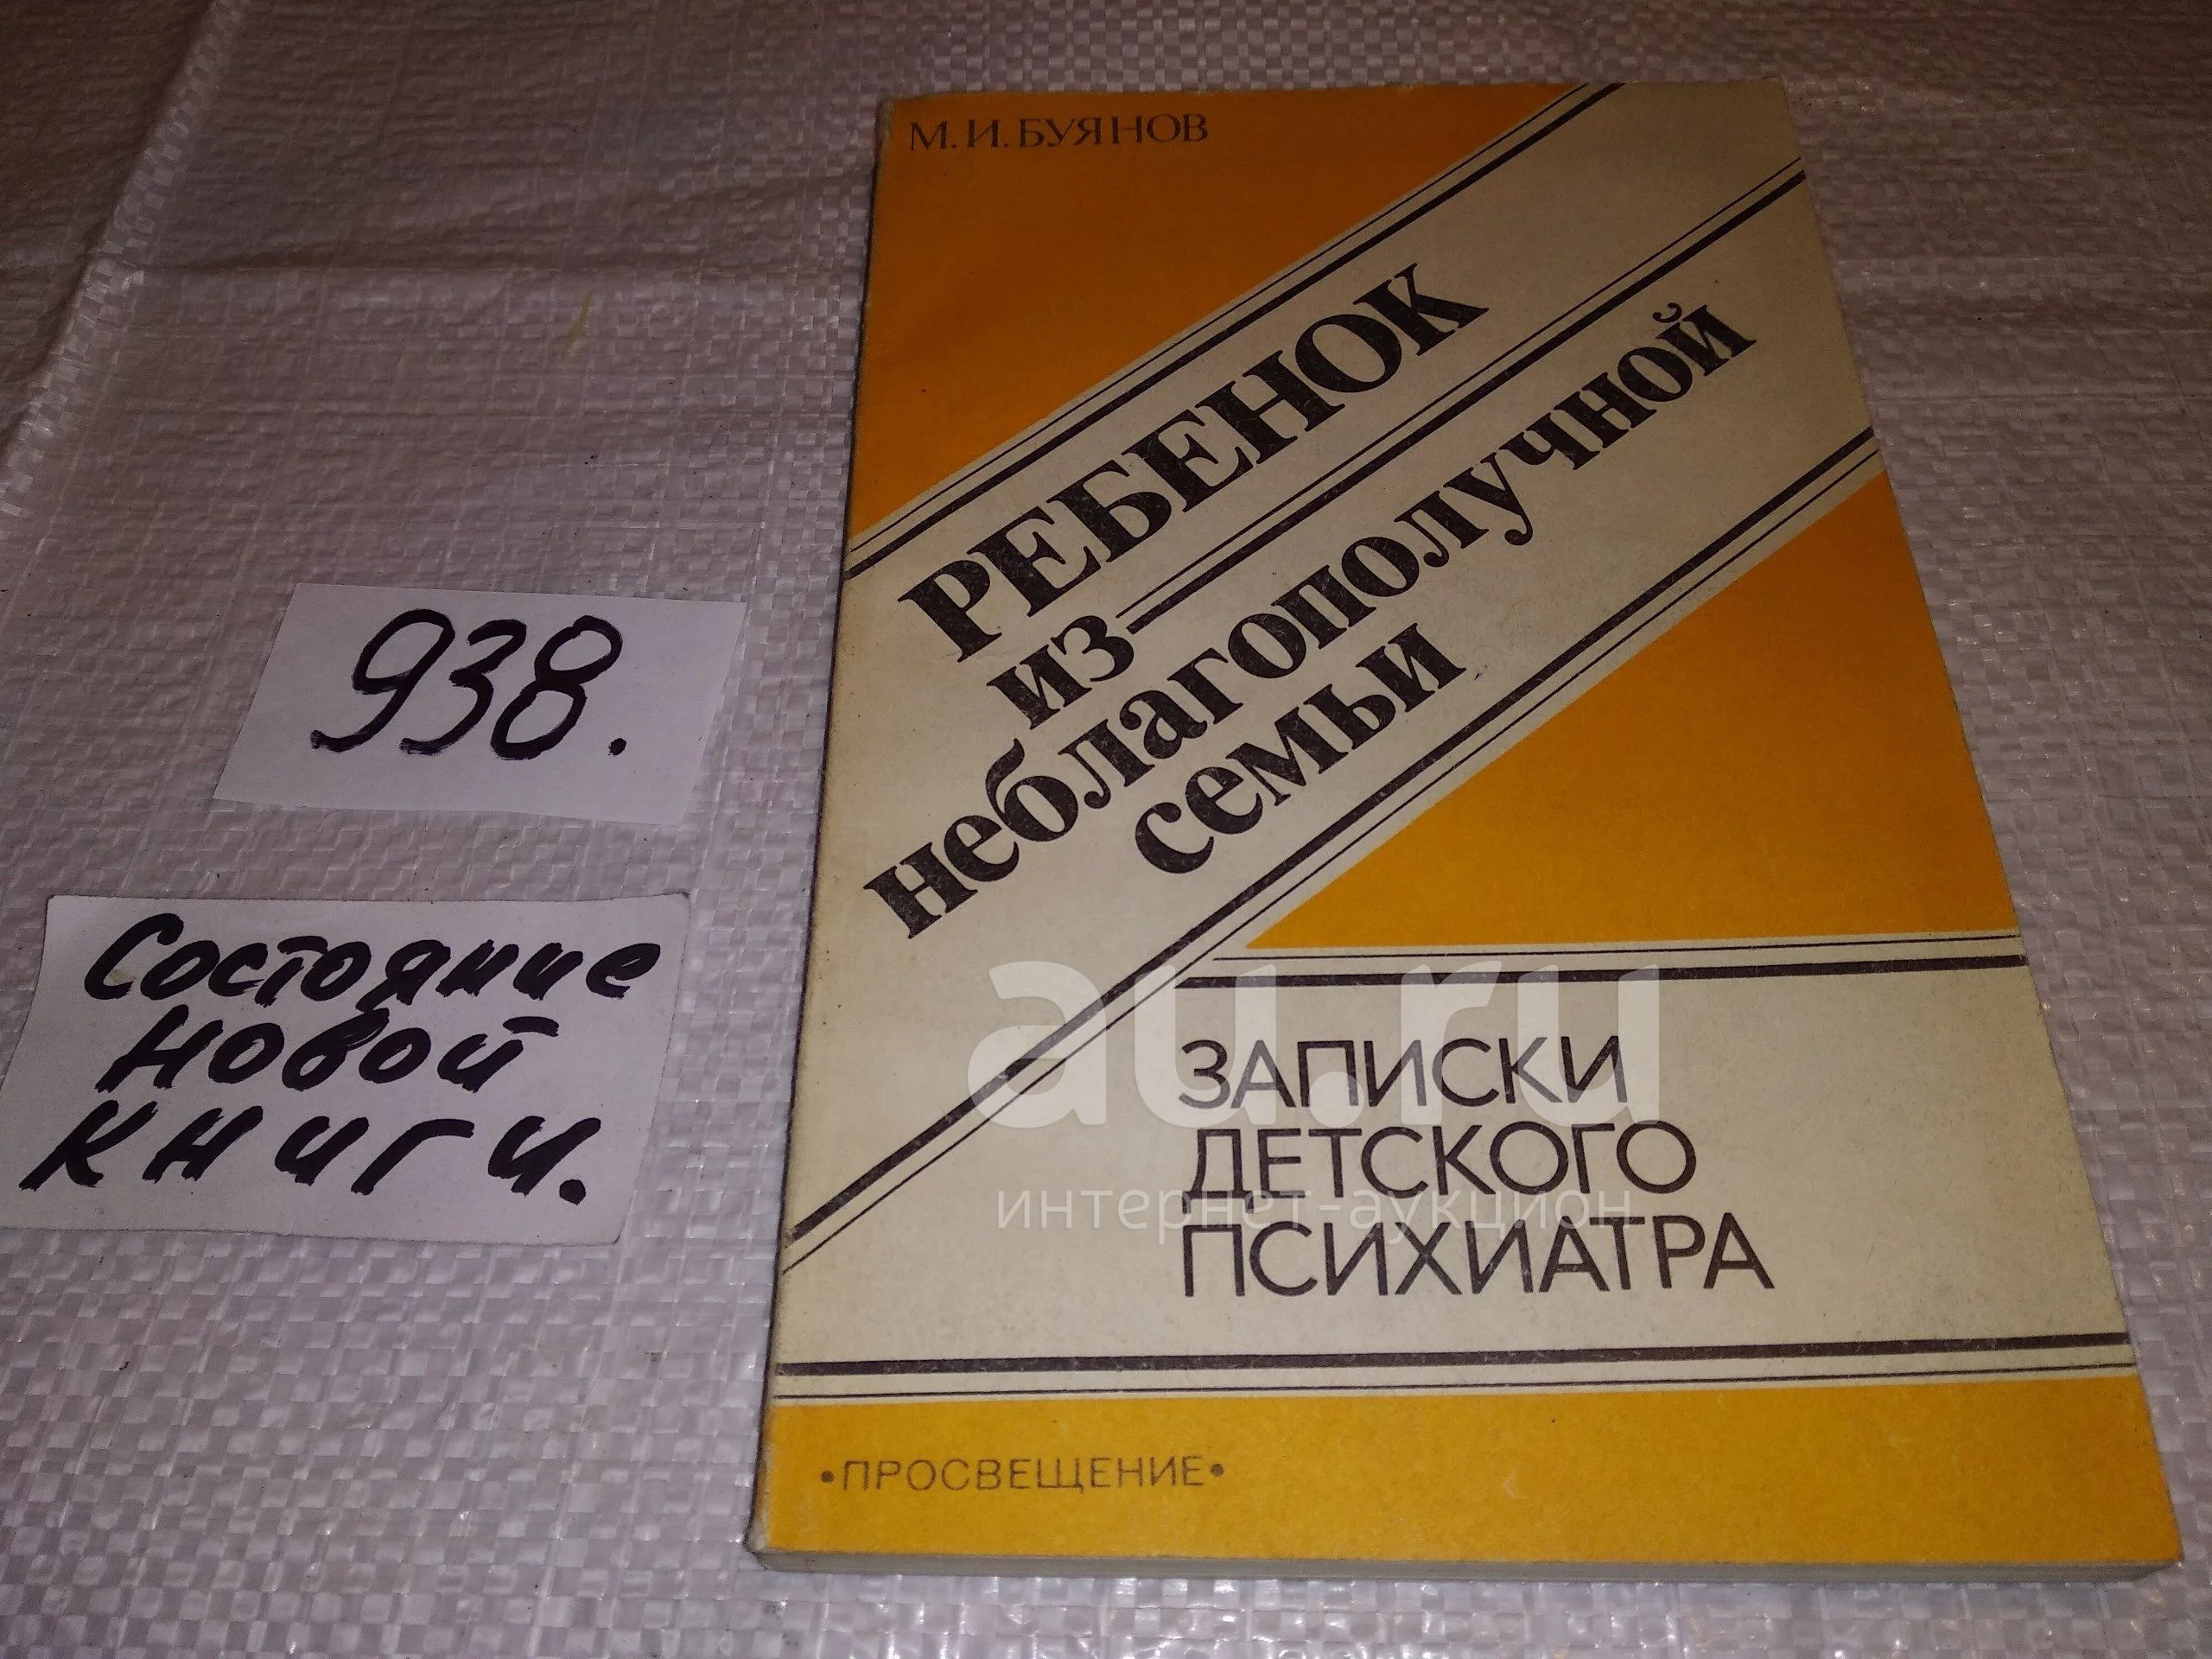 М.И.БУЯНОВ
РЕБЕНОК
из
неблагополучной
семьи
938.
Состояние
новой
книги.
au.ru
ЗАПИСКИ
ДЕТСКОГО
интернет-аукцион
ПСИХИАТРА
•ПРОСВЕЩЕНИЕ•